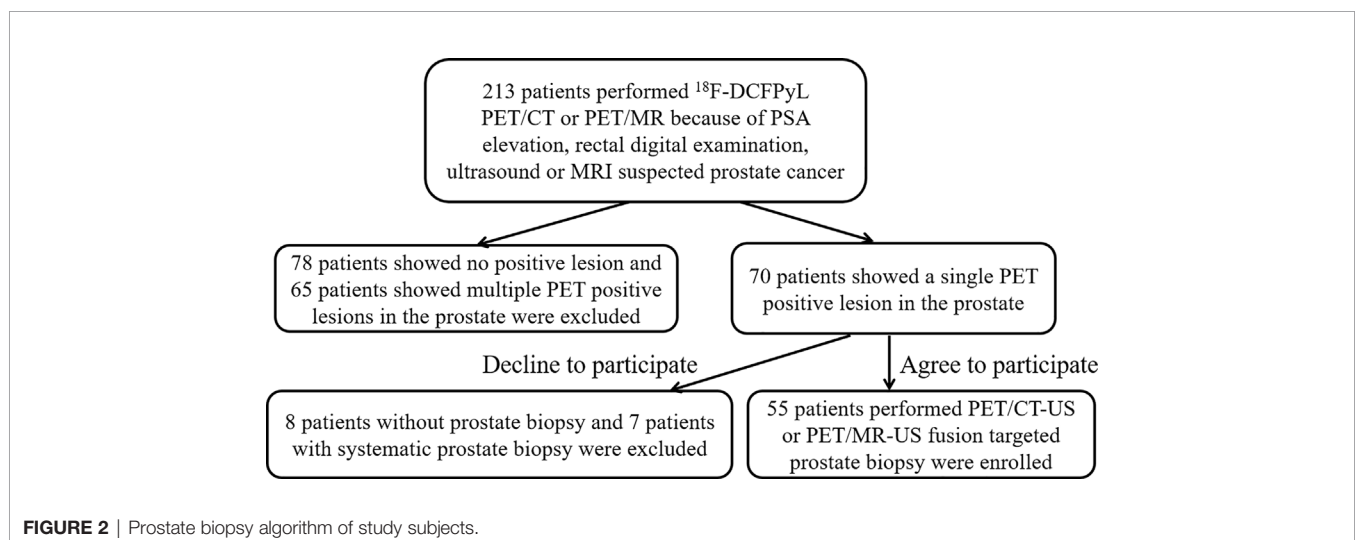 213 patients performed ¹⁸F-DCFPyL
PET/CT or PET/MR because of PSA
elevation, rectal digital examination,
ultrasound or MRI suspected prostate cancer
78 patients showed no positive lesion and
65 patients showed multiple PET positive
lesions in the prostate were excluded
70 patients showed a single PET
positive lesion in the prostate
Decline to participate
Agree to participate
8 patients without prostate biopsy and 7 patients
with systematic prostate biopsy were excluded
55 patients performed PET/CT-US
or PET/MR-US fusion targeted
prostate biopsy were enrolled
FIGURE 2 | Prostate biopsy algorithm of study subjects.